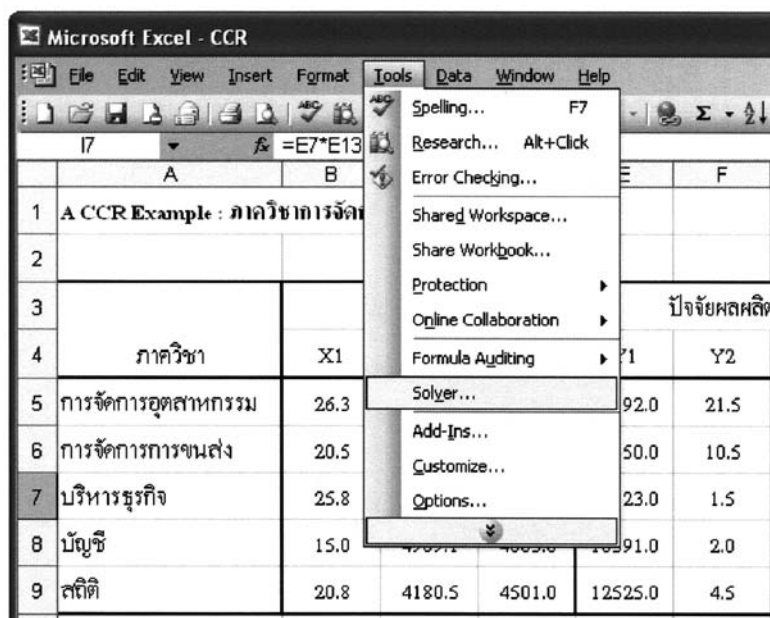 Microsoft Excel - CCR
File Edit View Insert Format Tools Data Window Help
I7 fx =E7*E13
Spelling... F7
Research... Alt+Click
Error Checking...
Shared Workspace...
Share Workbook...
Protection
Online Collaboration
Formula Auditing
Solver...
Add-Ins...
Customize...
Options...
A B E F
1 A CCR Example : ภาควิชาการจัด
2
3 ปัจจัยผลผลิต
4 ภาควิชา X1 Y1 Y2
5 การจัดการอุตสาหกรรม 26.3 92.0 21.5
6 การจัดการการขนส่ง 20.5 50.0 10.5
7 บริหารธุรกิจ 25.8 23.0 1.5
8 บัญชี 15.0 91.0 2.0
9 สถิติ 20.8 4180.5 4501.0 12525.0 4.5